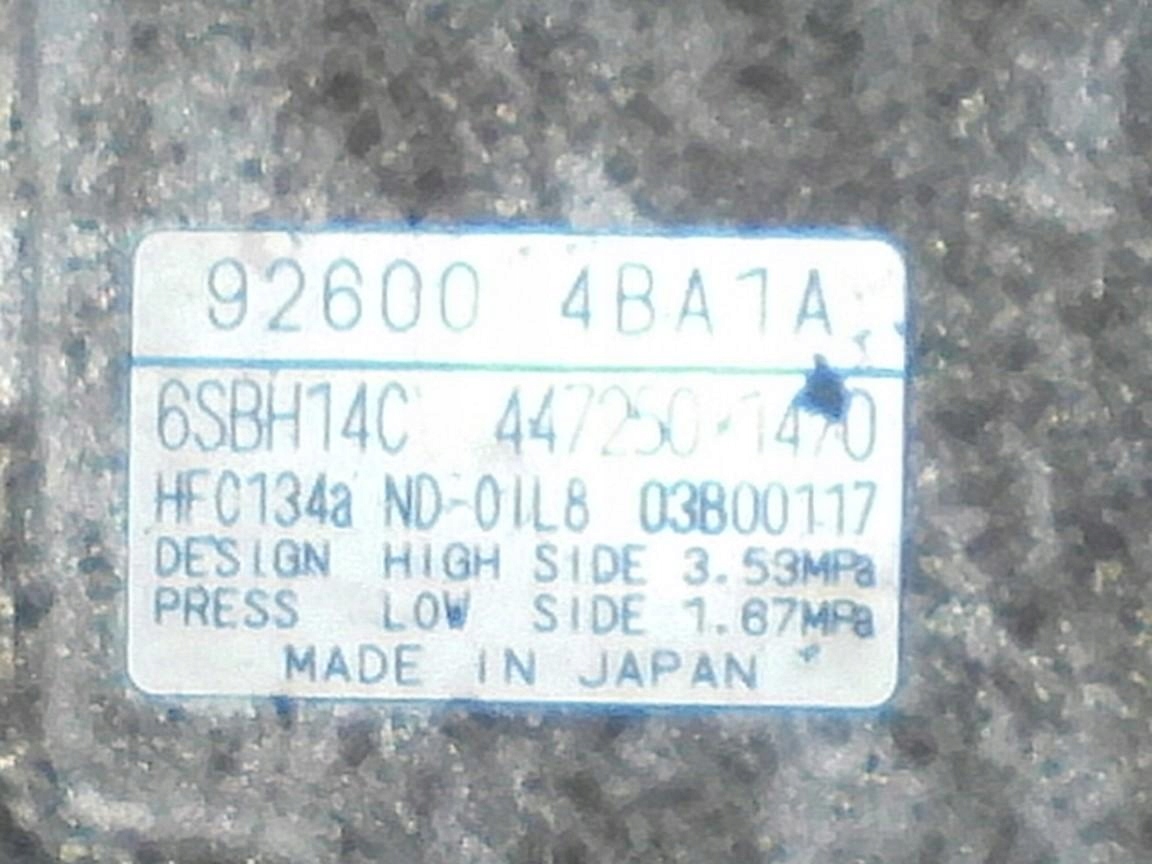 92600 4BA1A
6SBH14C 447250-1470
HFC134a ND-OIL8 03B00117
DESIGN HIGH SIDE 3.53MPa
PRESS LOW SIDE 1.67MPa
MADE IN JAPAN